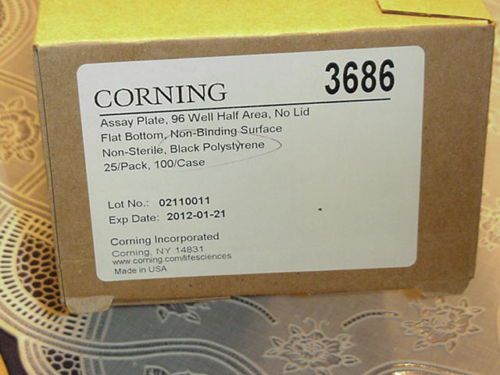 CORNING 3686
Assay Plate, 96 Well Half Area, No Lid
Flat Bottom, Non-Binding Surface
Non-Sterile, Black Polystyrene
25/Pack, 100/Case
Lot No.: 02110011
Exp Date: 2012-01-21
Corning Incorporated
Corning, NY 14831
www.corning.com/lifesciences
Made in USA